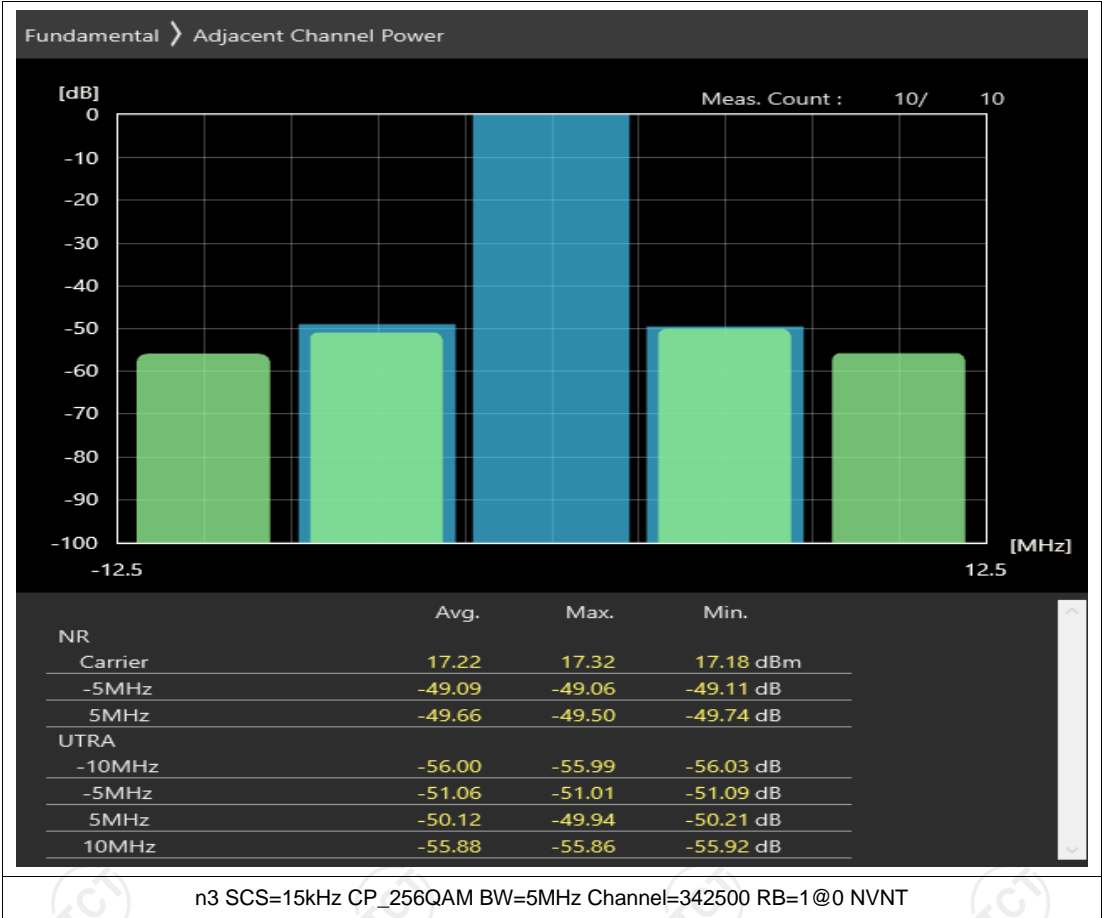 Fundamental ❯ Adjacent Channel Power
[dB]
Meas. Count : 10/ 10
0
-10
-20
-30
-40
-50
-60
-70
-80
-90
-100
[MHz]
-12.5 12.5
Avg. Max. Min.
NR
Carrier 17.22 17.32 17.18 dBm
-5MHz -49.09 -49.06 -49.11 dB
5MHz -49.66 -49.50 -49.74 dB
UTRA
-10MHz -56.00 -55.99 -56.03 dB
-5MHz -51.06 -51.01 -51.09 dB
5MHz -50.12 -49.94 -50.21 dB
10MHz -55.88 -55.86 -55.92 dB
TCT TCT TCT TCT
n3 SCS=15kHz CP_256QAM BW=5MHz Channel=342500 RB=1@0 NVNT